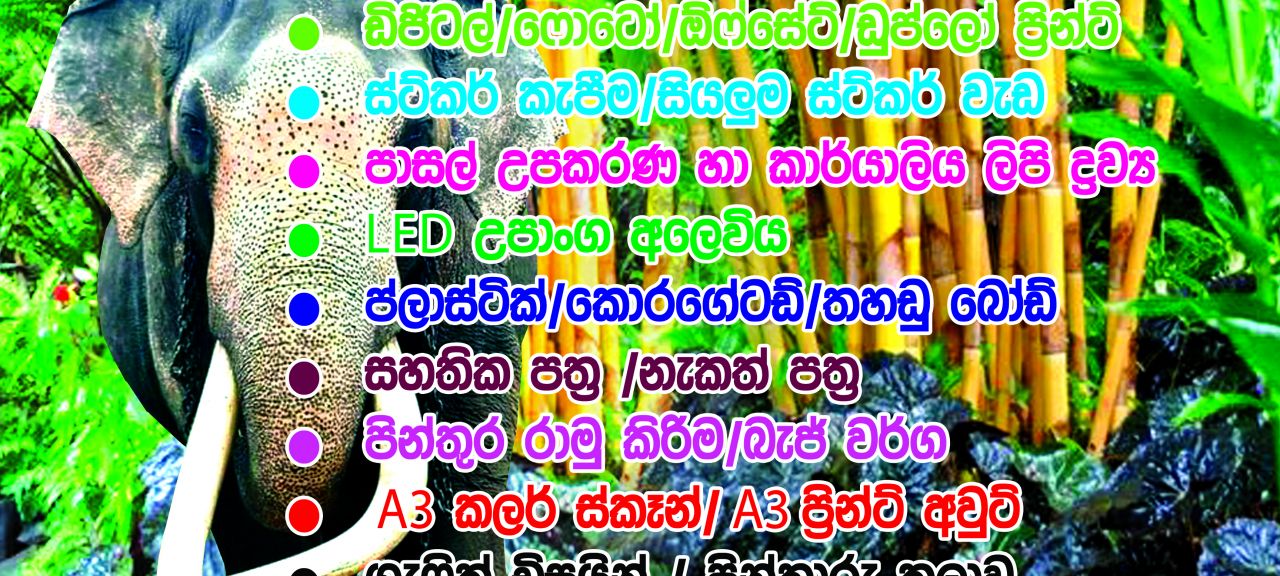 ඩිජිටල්/ෆොටෝ/ඕෆ්සේට්/ඩුප්ලෝ ප්‍රින්ට්
ස්ටිකර් කැපීම/සියලුම ස්ටිකර් වැඩ
පාසල් උපකරණ හා කාර්යාලිය ලිපි ද්‍රව්‍ය
LED උපාංග අලෙවිය
ප්ලාස්ටික්/කොරගේටඩ්/තහඩු බෝඩ්
සහතික පත්‍ර /නැකත් පත්‍ර
පින්තුර රාමු කිරිම/බැජ් වර්ග
A3 කලර් ස්කෑන්/ A3 ප්‍රින්ට් අවුට්